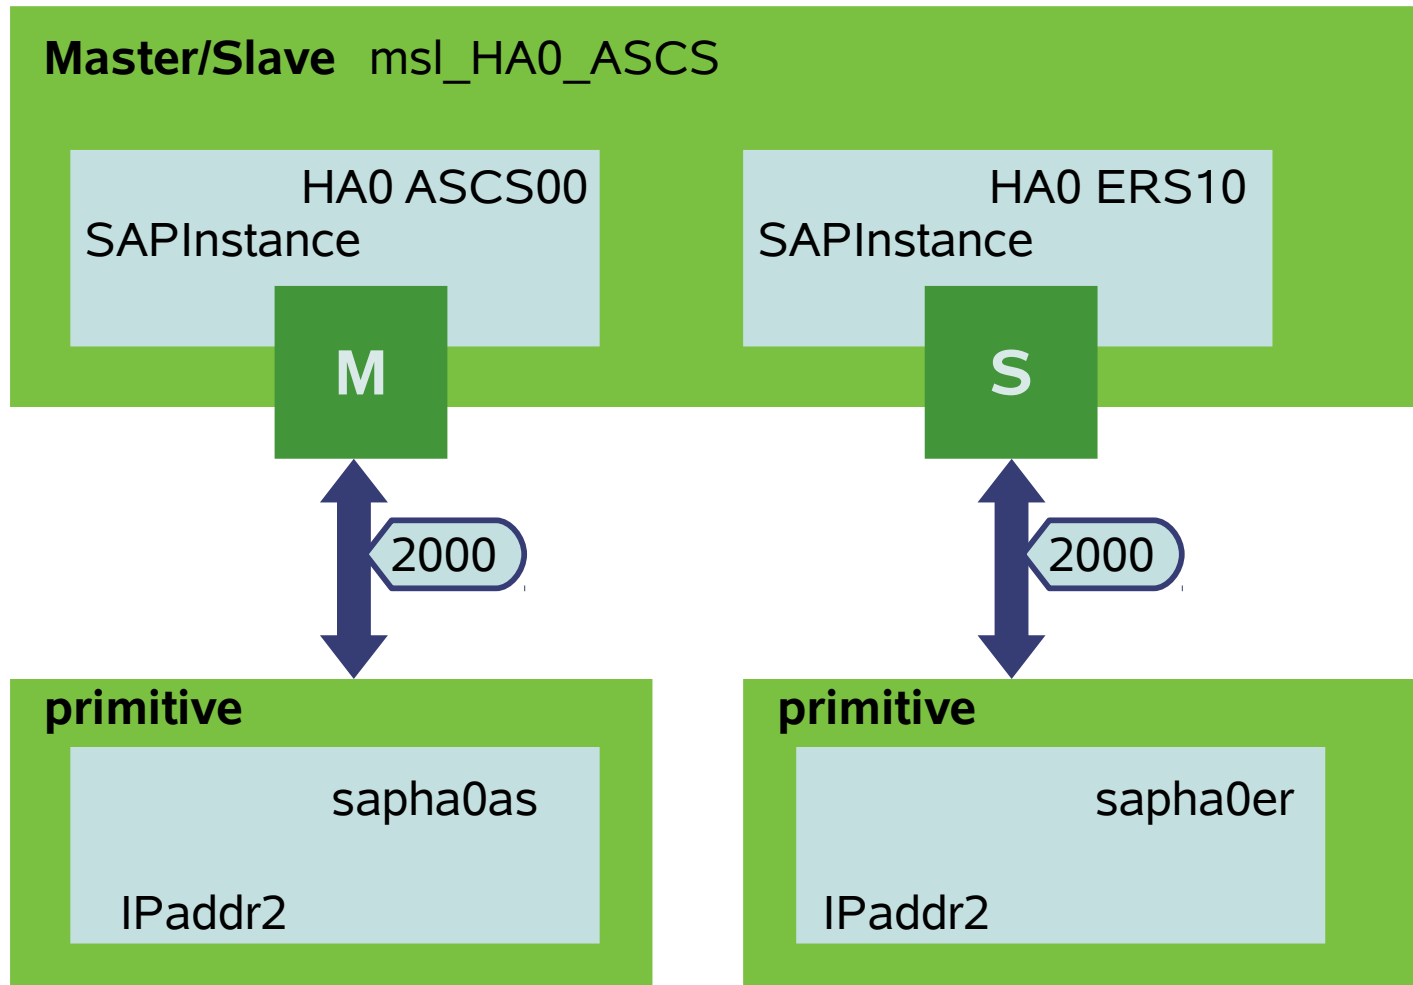 Master/Slave msl_HA0_ASCS
HA0 ASCS00
SAPInstance
M
HA0 ERS10
SAPInstance
S
2000
2000
primitive
sapha0as
IPaddr2
primitive
sapha0er
IPaddr2